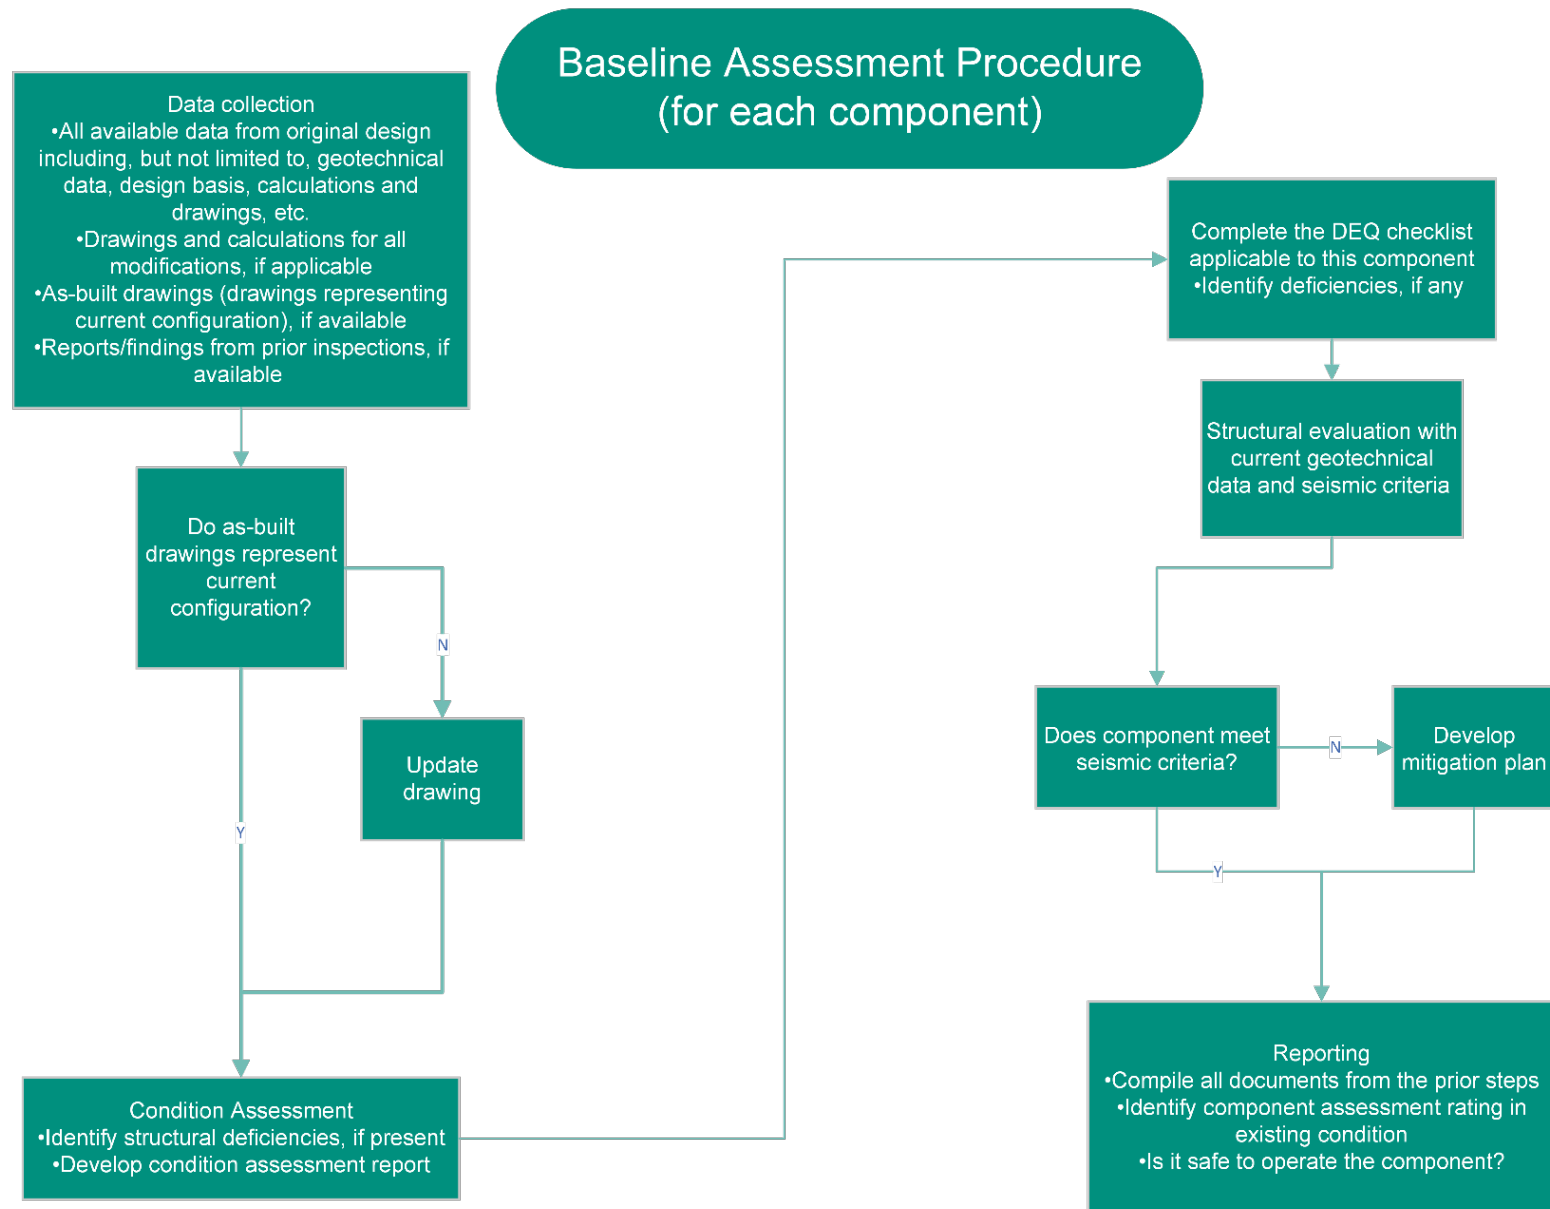 Baseline Assessment Procedure
(for each component)
Data collection
•All available data from original design
including, but not limited to, geotechnical
data, design basis, calculations and
drawings, etc.
•Drawings and calculations for all
modifications, if applicable
•As-built drawings (drawings representing
current configuration), if available
•Reports/findings from prior inspections, if
available
Do as-built
drawings represent
current
configuration?
N
Update
drawing
Y
Condition Assessment
•Identify structural deficiencies, if present
•Develop condition assessment report
Complete the DEQ checklist
applicable to this component
•Identify deficiencies, if any
Structural evaluation with
current geotechnical
data and seismic criteria
Does component meet
seismic criteria?
N
Develop
mitigation plan
Y
Reporting
•Compile all documents from the prior steps
•Identify component assessment rating in
existing condition
•Is it safe to operate the component?